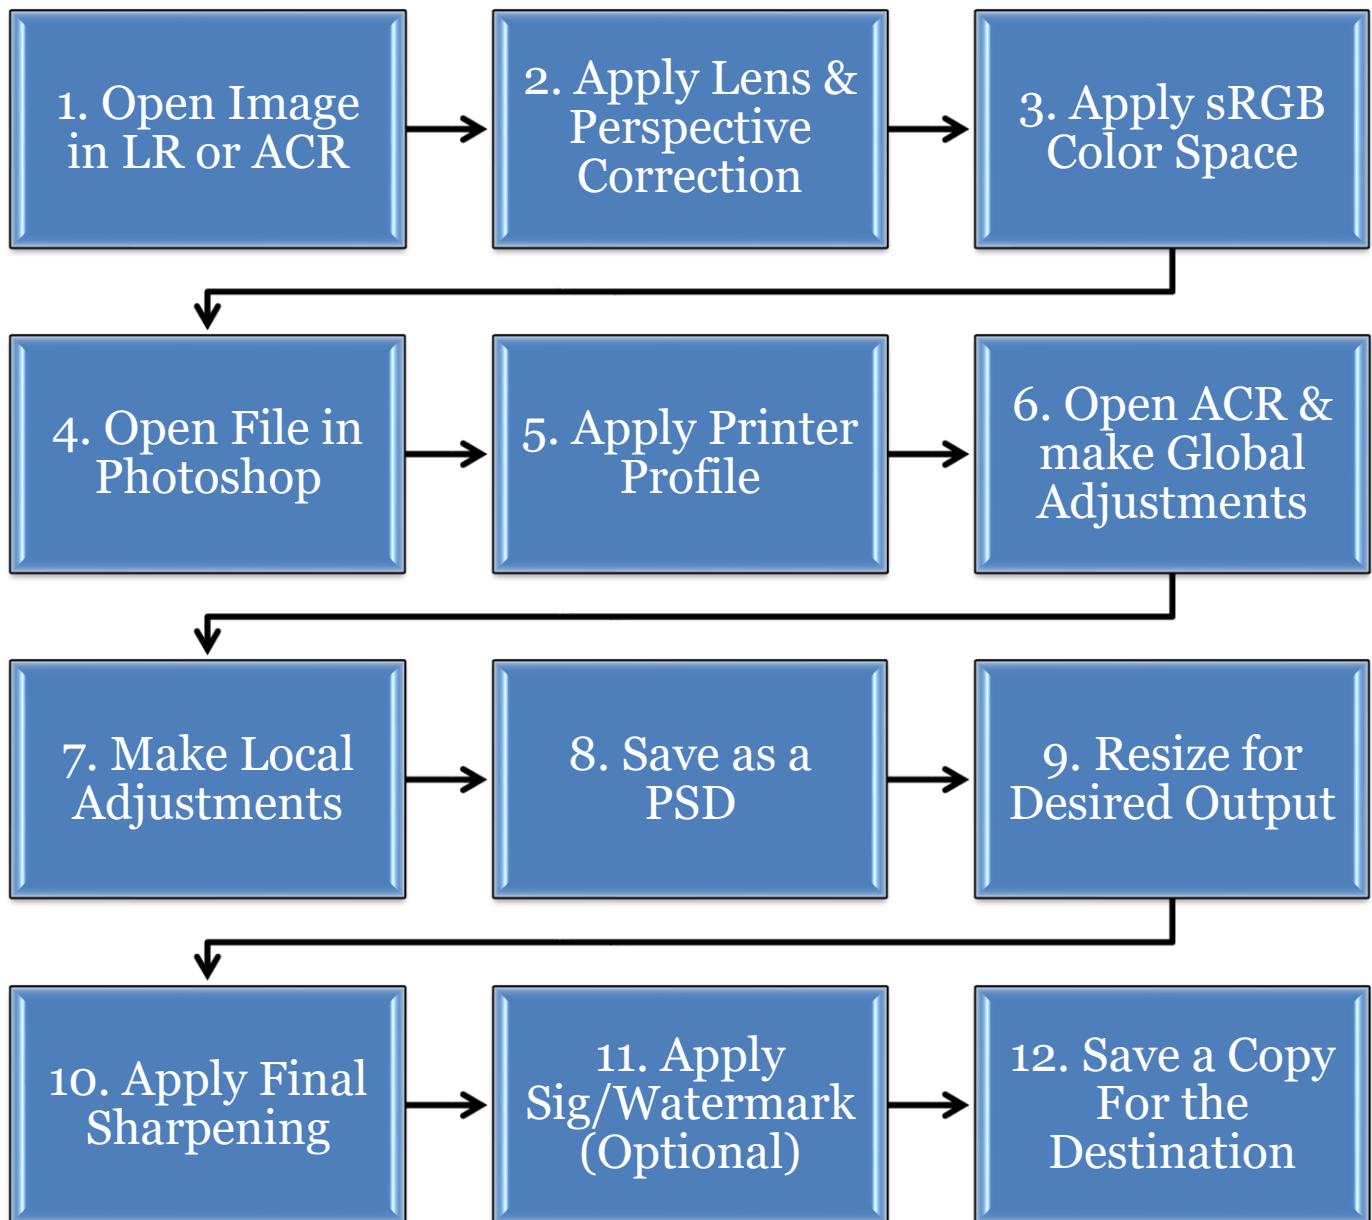 1. Open Image
in LR or ACR
2. Apply Lens &
Perspective
Correction
3. Apply sRGB
Color Space
4. Open File in
Photoshop
5. Apply Printer
Profile
6. Open ACR &
make Global
Adjustments
7. Make Local
Adjustments
8. Save as a
PSD
9. Resize for
Desired Output
10. Apply Final
Sharpening
11. Apply
Sig/Watermark
(Optional)
12. Save a Copy
For the
Destination